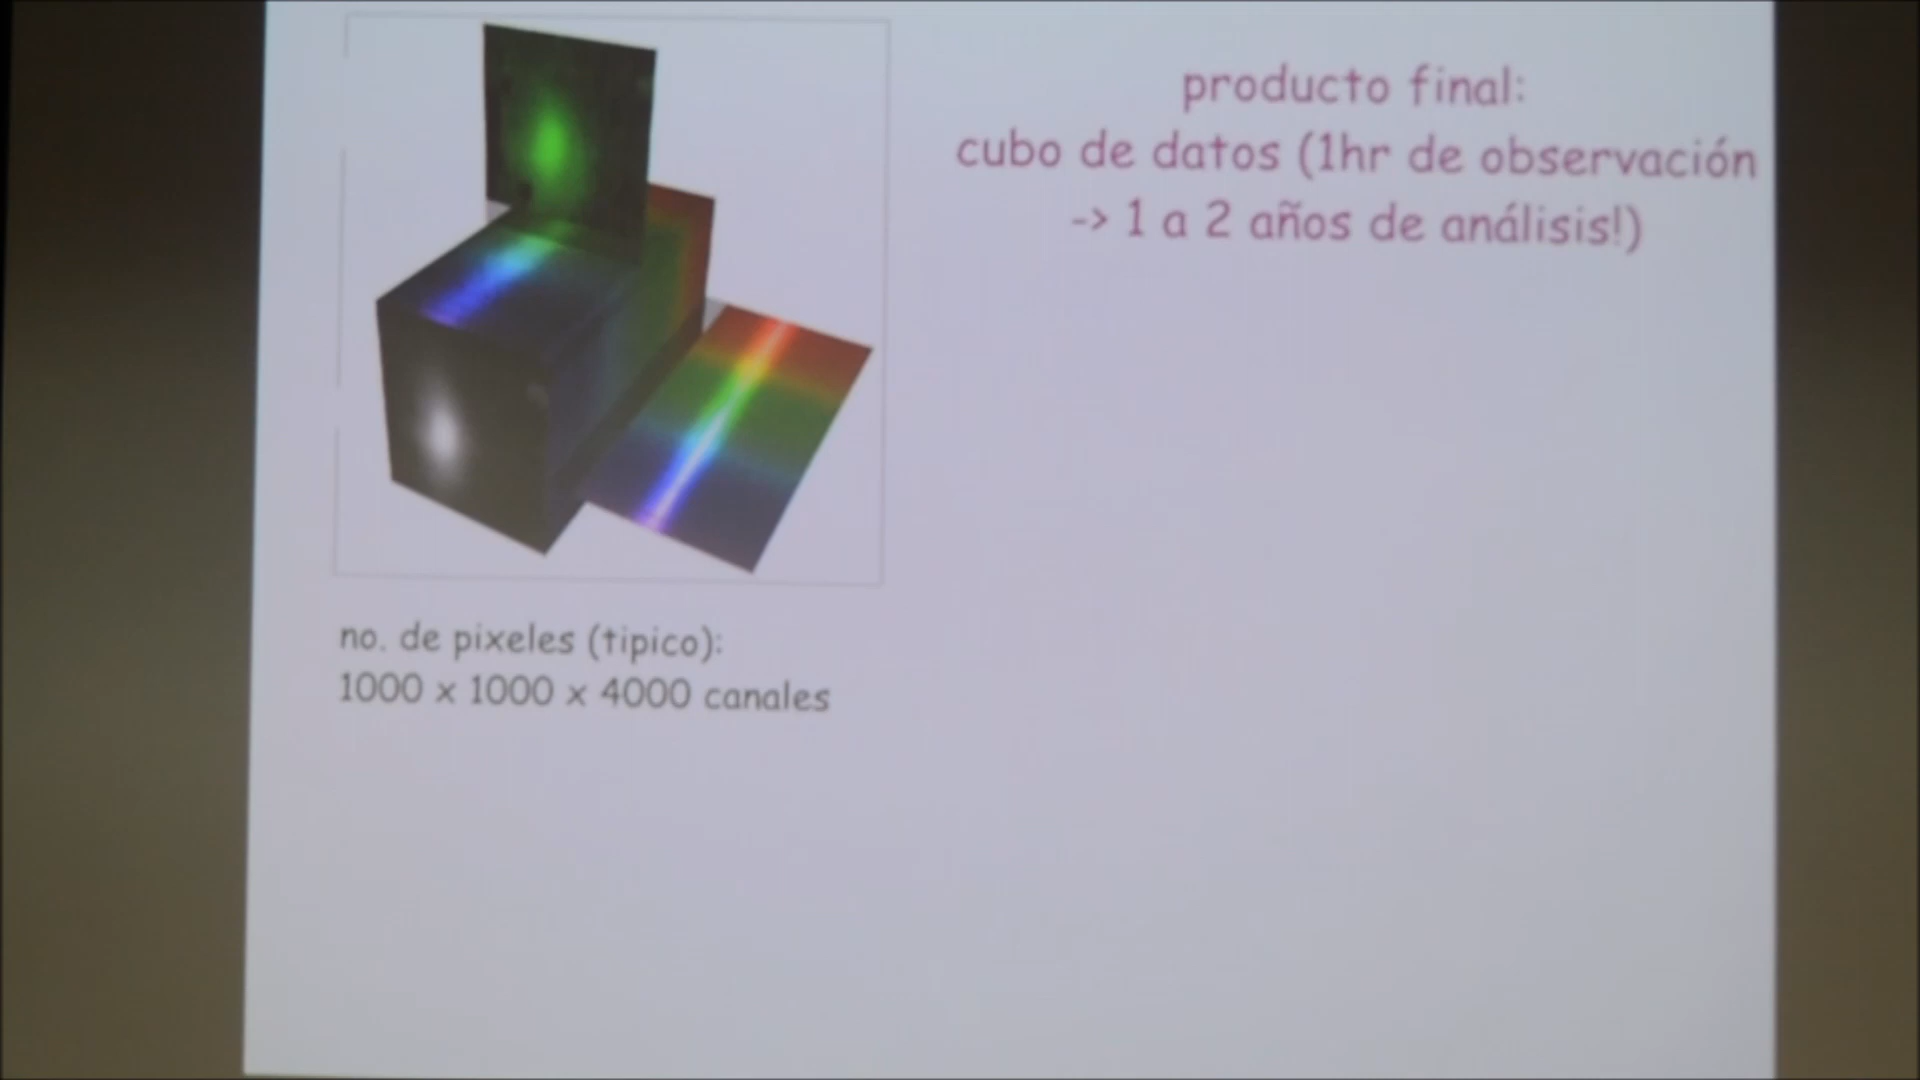 producto final:
cubo de datos (1hr de observación
-> 1 a 2 años de análisis!)
no. de pixeles (tipico):
1000 x 1000 x 4000 canales